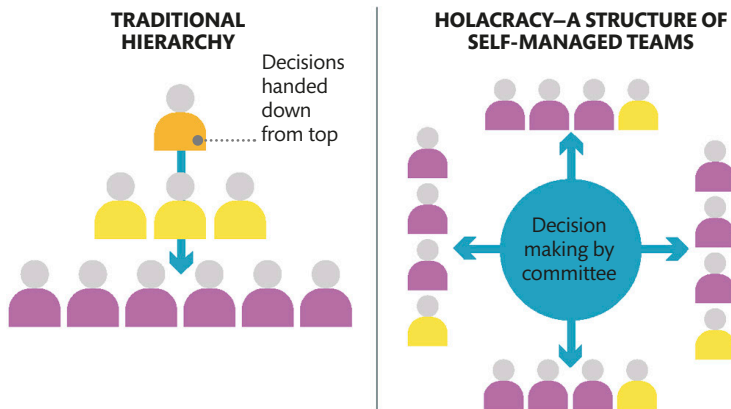 TRADITIONAL
HIERARCHY
Decisions
handed
down
from top
HOLACRACY–A STRUCTURE OF
SELF-MANAGED TEAMS
Decision
making by
committee